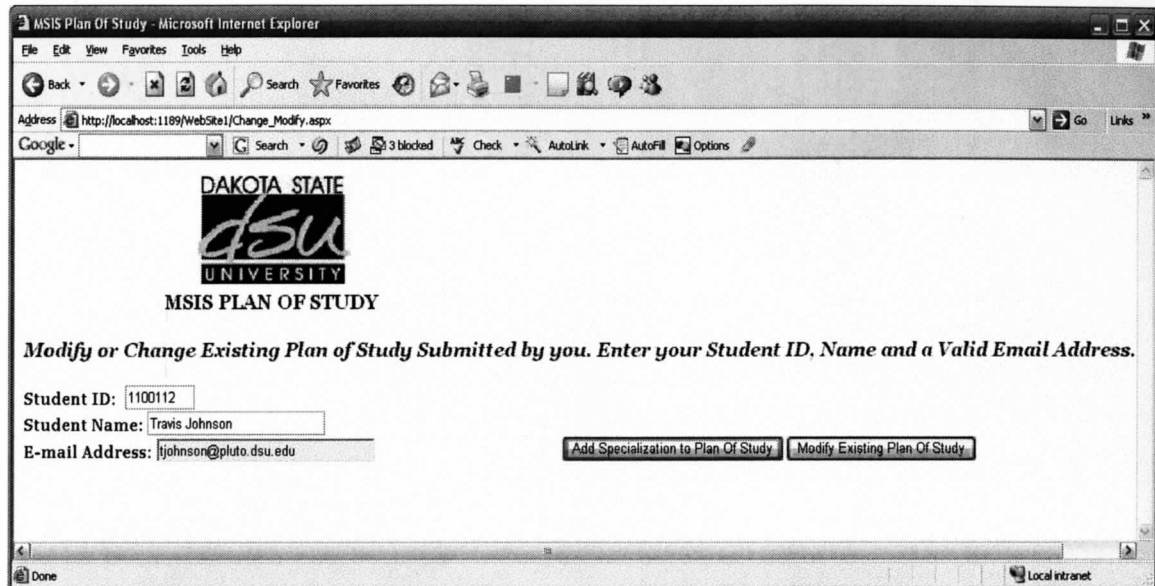 MSIS Plan Of Study - Microsoft Internet Explorer
File Edit View Favorites Tools Help
Back Search Favorites
Address http://localhost:1189/WebSite1/Change_Modify.aspx Go Links »
Google Search 3 blocked Check AutoLink AutoFill Options
DAKOTA STATE
dsu
UNIVERSITY
MSIS PLAN OF STUDY
Modify or Change Existing Plan of Study Submitted by you. Enter your Student ID, Name and a Valid Email Address.
Student ID: 1100112
Student Name: Travis Johnson
E-mail Address: tjohnson@pluto.dsu.edu Add Specialization to Plan Of Study Modify Existing Plan Of Study
Done Local intranet